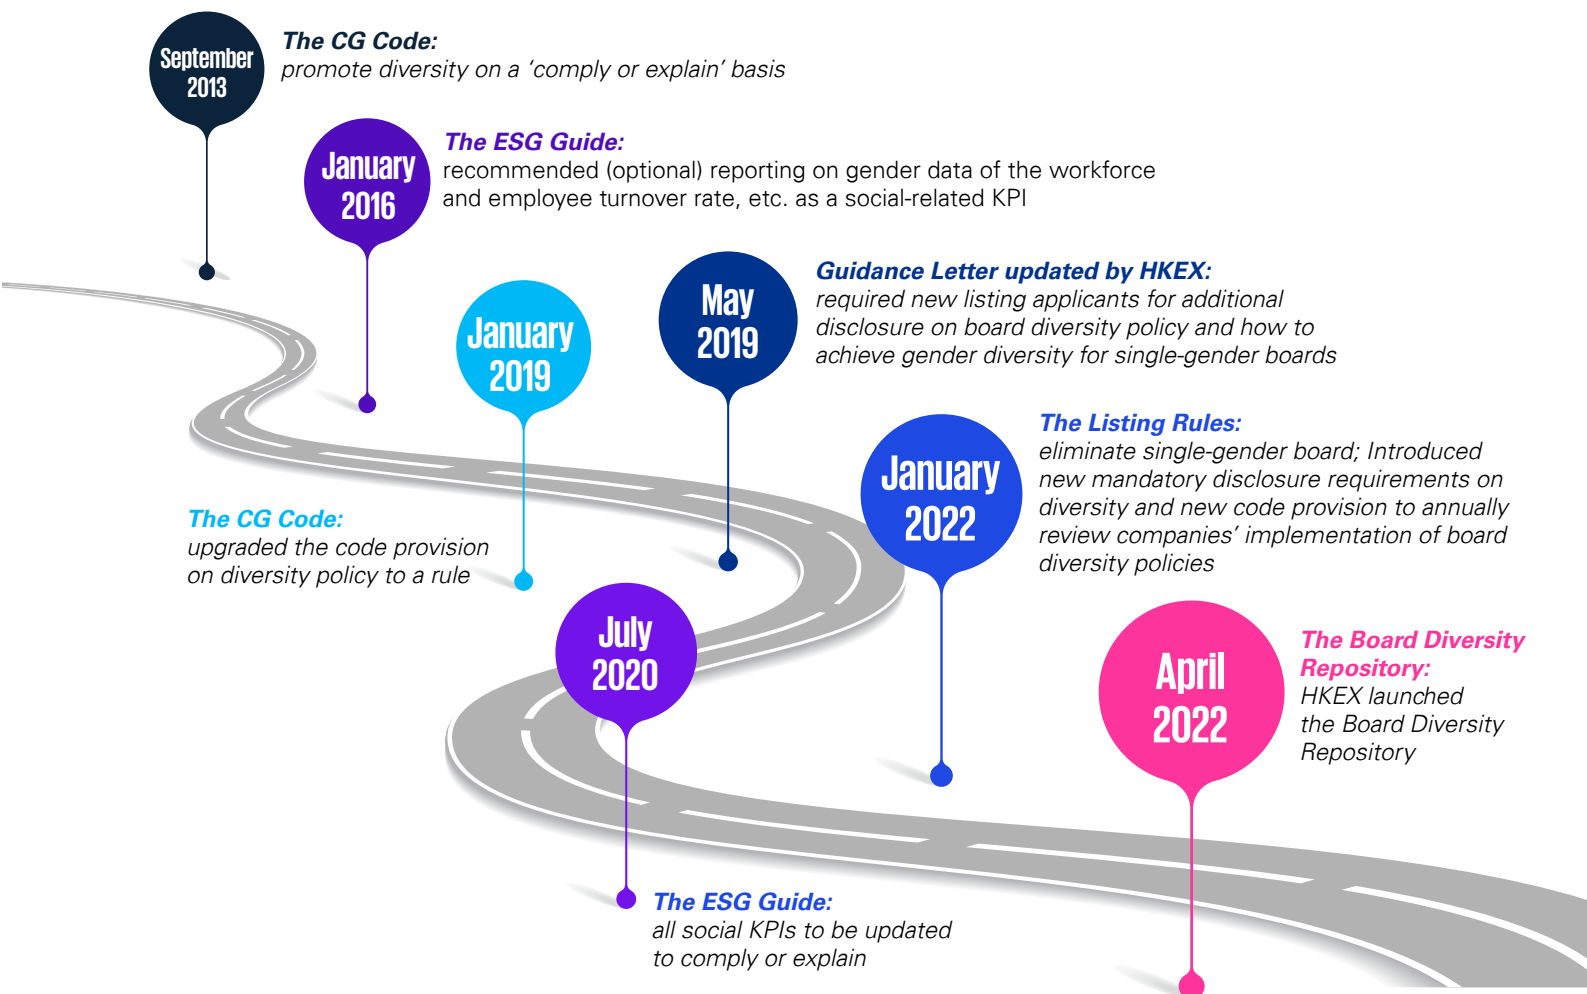 September
2013
The CG Code:
promote diversity on a ‘comply or explain’ basis
January
2016
The ESG Guide:
recommended (optional) reporting on gender data of the workforce
and employee turnover rate, etc. as a social-related KPI
January
2019
The CG Code:
upgraded the code provision
on diversity policy to a rule
May
2019
Guidance Letter updated by HKEX:
required new listing applicants for additional
disclosure on board diversity policy and how to
achieve gender diversity for single-gender boards
July
2020
The ESG Guide:
all social KPIs to be updated
to comply or explain
January
2022
The Listing Rules:
eliminate single-gender board; Introduced
new mandatory disclosure requirements on
diversity and new code provision to annually
review companies’ implementation of board
diversity policies
April
2022
The Board Diversity
Repository:
HKEX launched
the Board Diversity
Repository